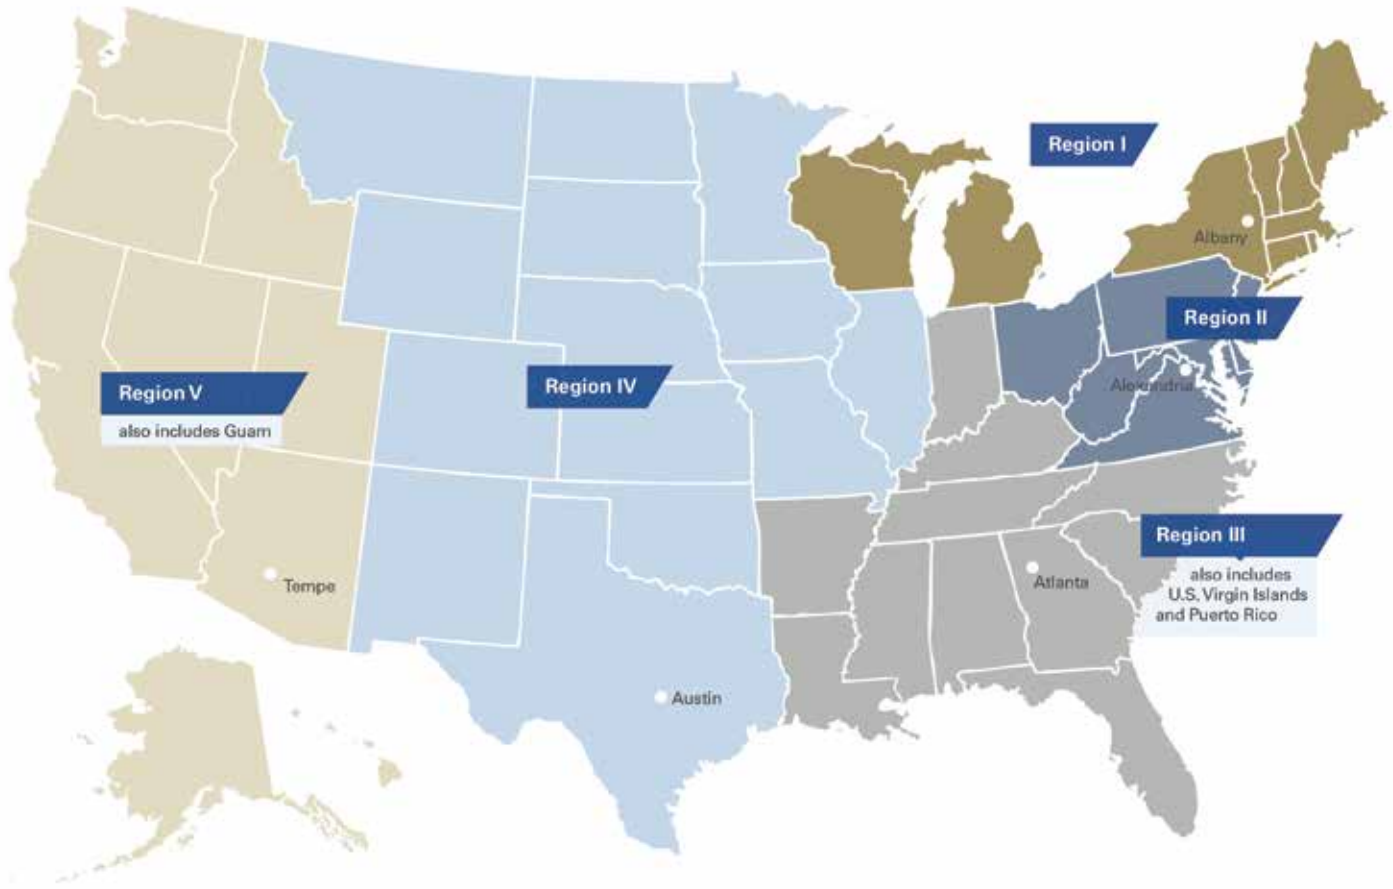 Region I
Albany
Region II
Alexandria
Region IV
Region V
also includes Guam
Region III
also includes
U.S. Virgin Islands
and Puerto Rico
Tempe
Atlanta
Austin